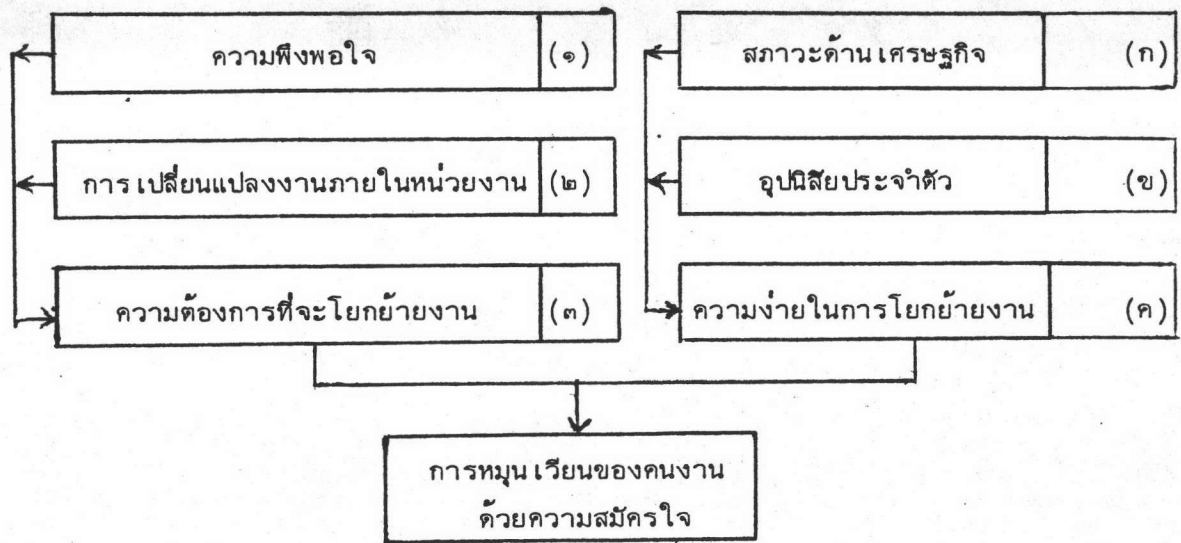 ความพึงพอใจ (๑)
สภาวะด้านเศรษฐกิจ (ก)
การเปลี่ยนแปลงงานภายในหน่วยงาน (๒)
อุปนิสัยประจำตัว (ข)
ความต้องการที่จะโยกย้ายงาน (๓)
ความง่ายในการโยกย้ายงาน (ค)
การหมุนเวียนของคนงาน
ด้วยความสมัครใจ